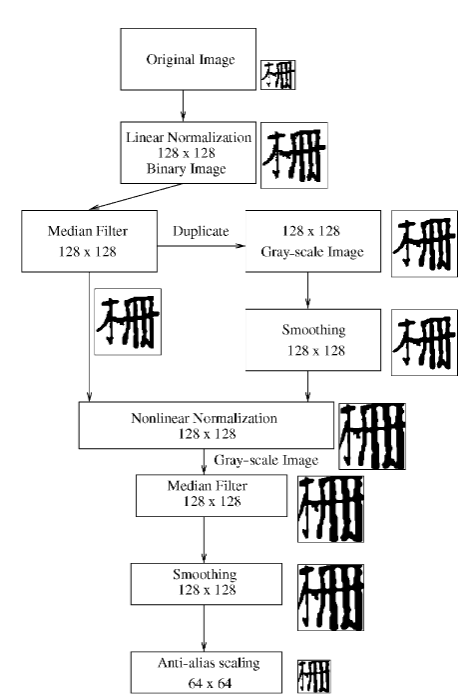 Original Image
Linear Normalization
128 x 128
Binary Image
Median Filter
128 x 128
Duplicate
128 x 128
Gray-scale Image
Smoothing
128 x 128
Nonlinear Normalization
128 x 128
Gray-scale Image
Median Filter
128 x 128
Smoothing
128 x 128
Anti-alias scaling
64 x 64